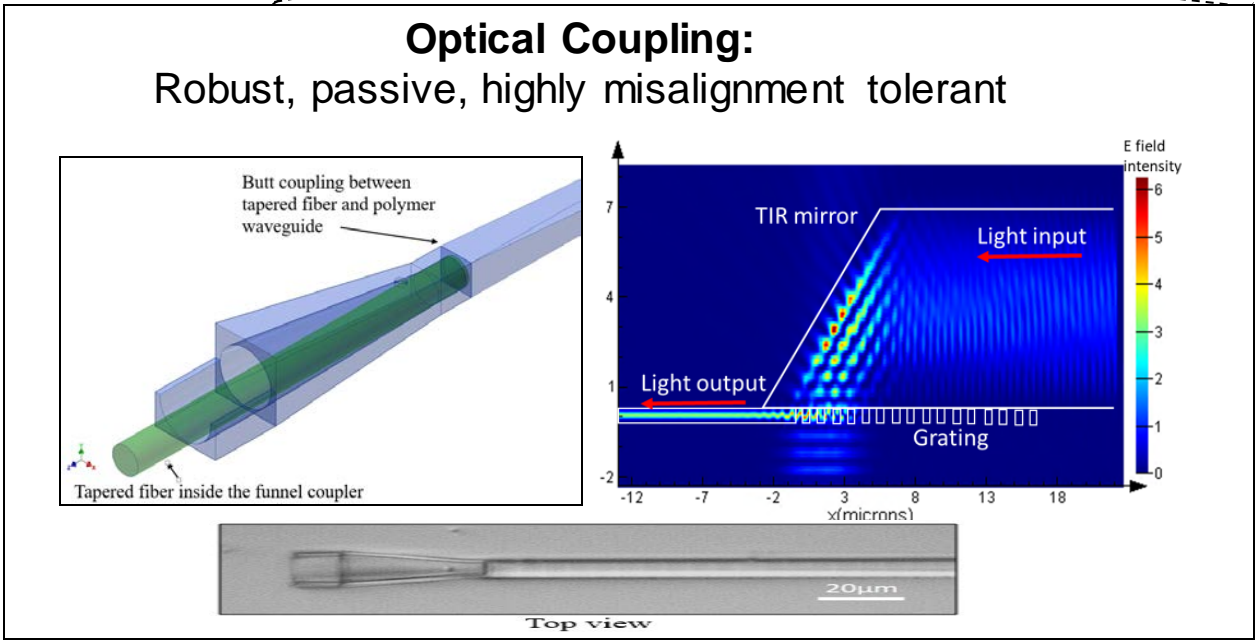 Optical Coupling:
Robust, passive, highly misalignment tolerant
Butt coupling between
tapered fiber and polymer
waveguide
Tapered fiber inside the funnel coupler
E field
intensity
TIR mirror
Light input
Light output
Grating
7
4
1
-2
-12 -7 -2 3 8 13 18
x(microns)
6
5
4
3
2
1
0
20μm
Top view